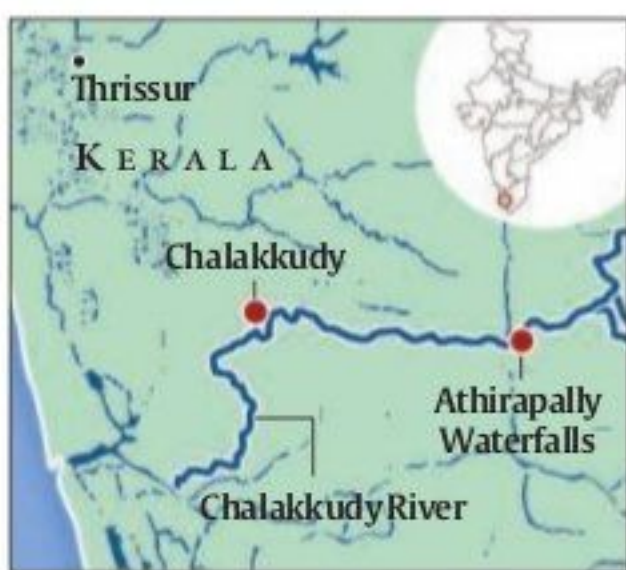 Thrissur
KERALA
Chalakkudy
Athirapally
Waterfalls
Chalakkudy River